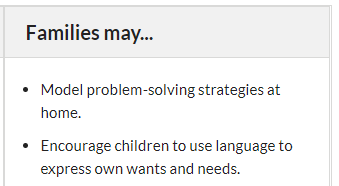 Families may...
• Model problem-solving strategies at
home.
• Encourage children to use language to
express own wants and needs.